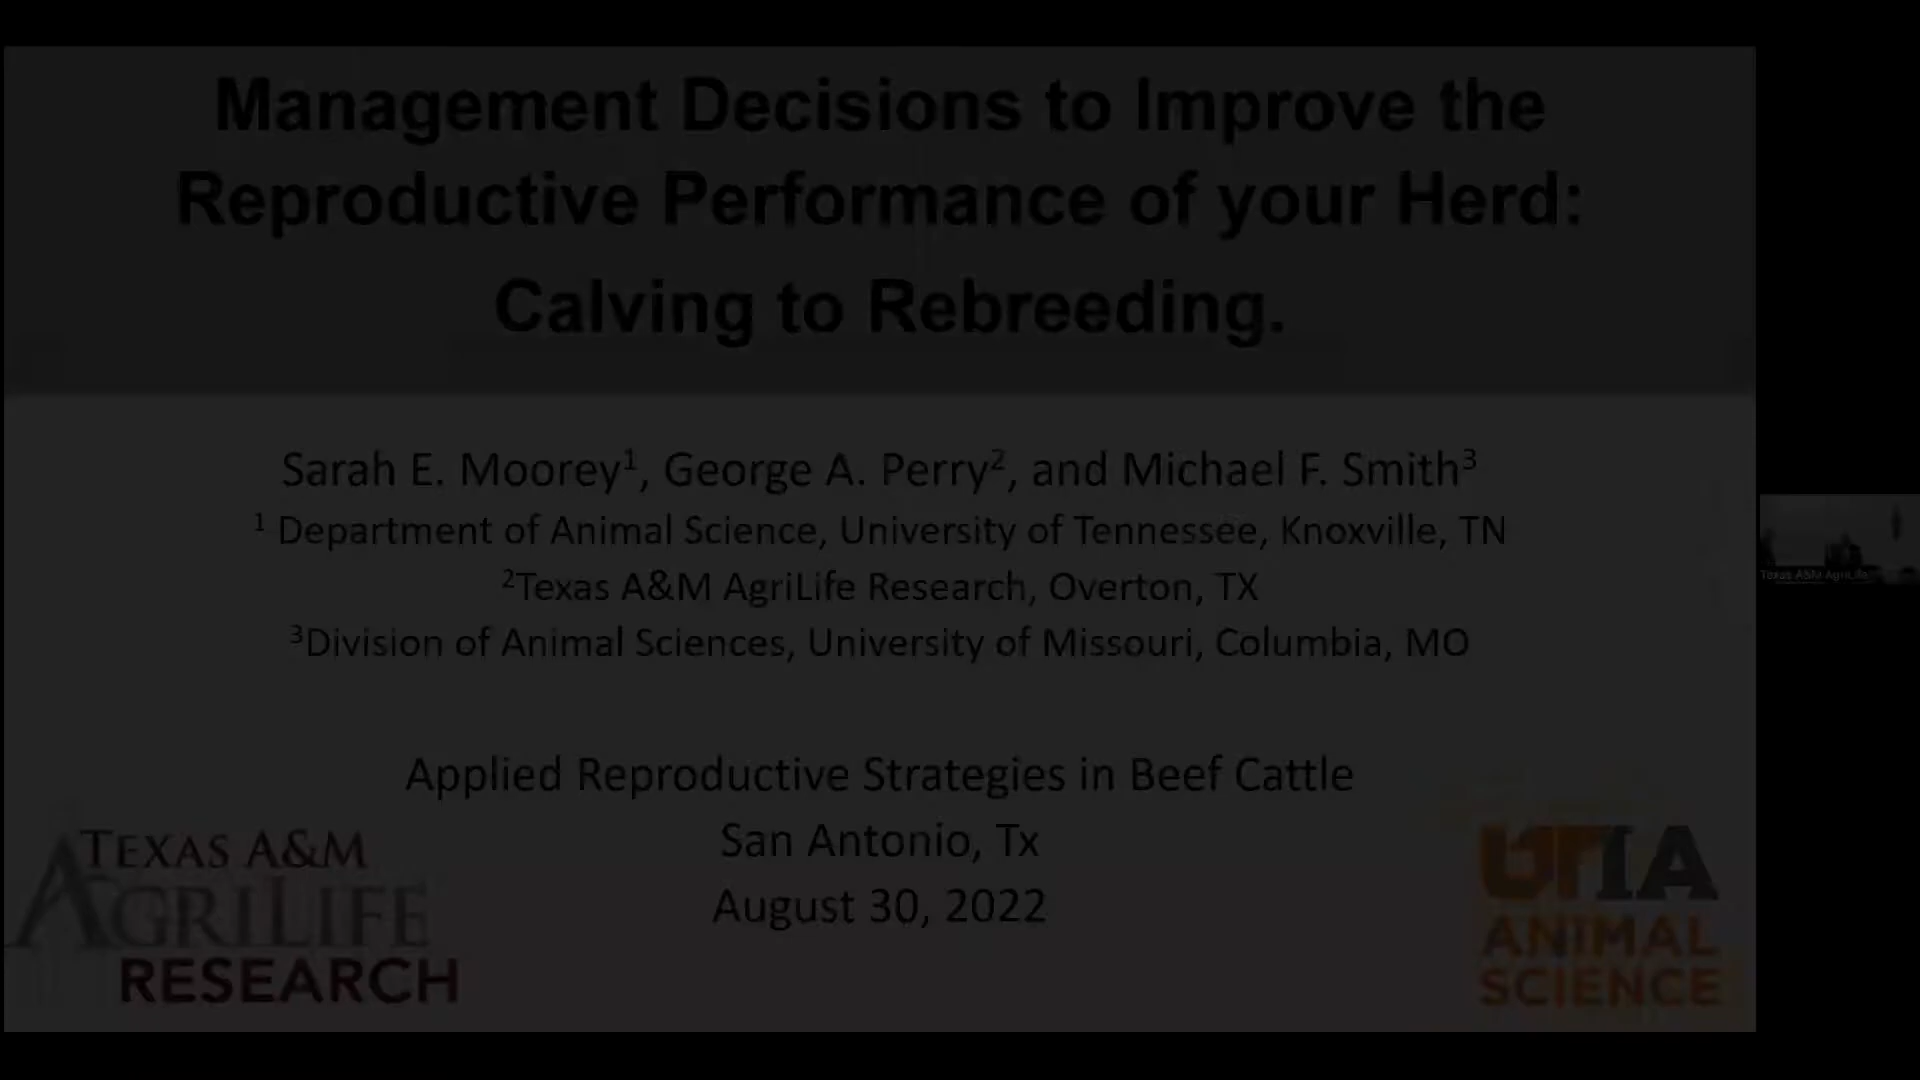 Management Decisions to Improve the
Reproductive Performance of your Herd:
Calving to Rebreeding.
Sarah E. Moorey¹, George A. Perry², and Michael F. Smith³
¹ Department of Animal Science, University of Tennessee, Knoxville, TN
²Texas A&M AgriLife Research, Overton, TX
³Division of Animal Sciences, University of Missouri, Columbia, MO
Applied Reproductive Strategies in Beef Cattle
San Antonio, Tx
August 30, 2022
TEXAS A&M
AGRILIFE
RESEARCH
UTIA
ANIMAL
SCIENCE
Texas A&M AgriLife